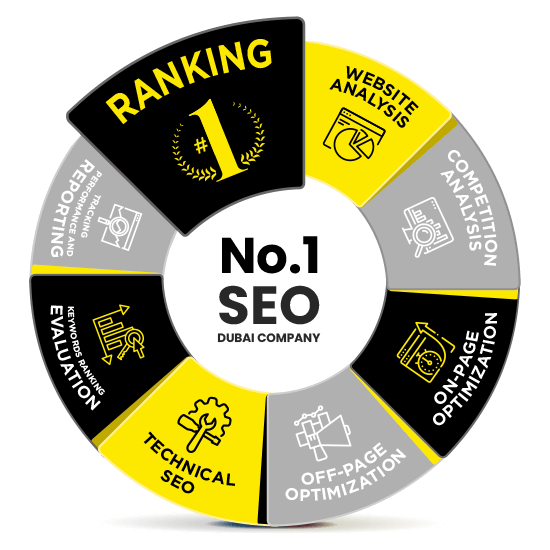 RANKING
#1
WEBSITE
ANALYSIS
COMPETITION
ANALYSIS
ON-PAGE
OPTIMIZATION
OFF-PAGE
OPTIMIZATION
TECHNICAL
SEO
KEYWORDS RANKING
EVALUATION
TRACKING
PERFORMANCE AND
REPORTING
No.1
SEO
DUBAI COMPANY